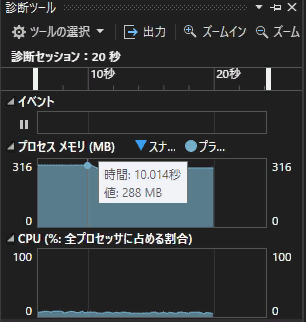 診断ツール
ツールの選択 出力 ズームイン ズーム
診断セッション：20 秒
10秒 20秒
イベント
プロセス メモリ (MB) スナ... プラ...
316 316
時間: 10.014秒
値: 288 MB
0 0
CPU (%: 全プロセッサに占める割合)
100 100
0 0